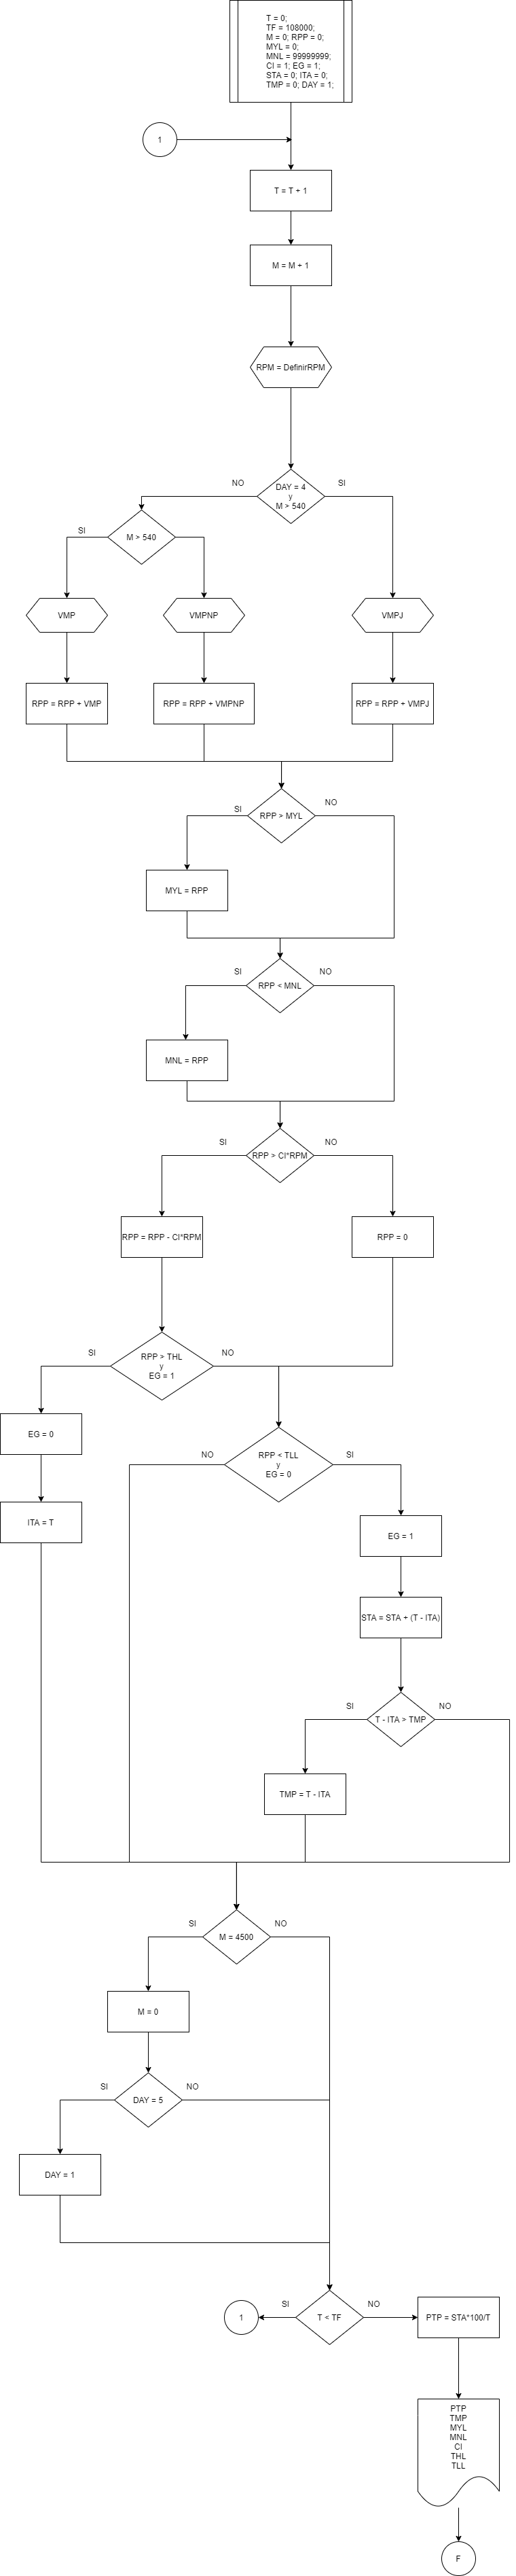 T = 0;
TF = 108000;
M = 0; RPP = 0;
MYL = 0;
MNL = 99999999;
CI = 1; EG = 1;
STA = 0; ITA = 0;
TMP = 0; DAY = 1;
1
T = T + 1
M = M + 1
RPM = DefinirRPM
NO
DAY = 4
y
M > 540
SI
SI
M > 540
VMP
VMPNP
VMPJ
RPP = RPP + VMP
RPP = RPP + VMPNP
RPP = RPP + VMPJ
SI
RPP > MYL
NO
MYL = RPP
SI
RPP < MNL
NO
MNL = RPP
SI
RPP > CI*RPM
NO
RPP = RPP - CI*RPM
RPP = 0
SI
RPP > THL
y
EG = 1
NO
EG = 0
NO
RPP < TLL
y
EG = 0
SI
ITA = T
EG = 1
STA = STA + (T - ITA)
SI
T - ITA > TMP
NO
TMP = T - ITA
SI
M = 4500
NO
M = 0
SI
DAY = 5
NO
DAY = 1
1
SI
T < TF
NO
PTP = STA*100/T
PTP
TMP
MYL
MNL
CI
THL
TLL
F